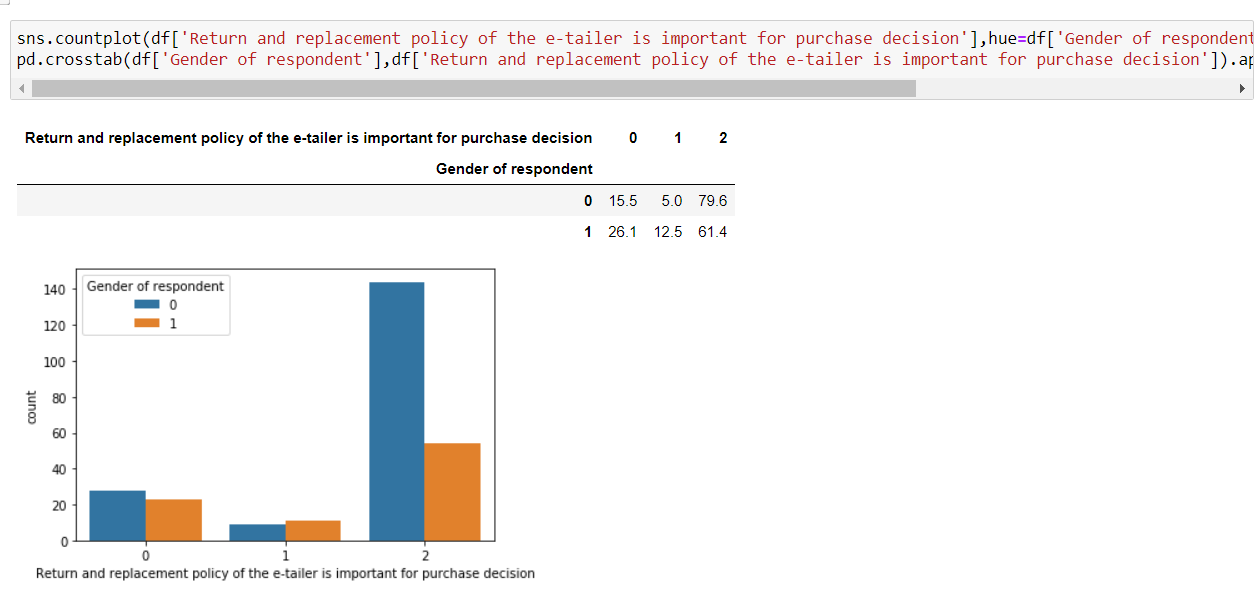 sns.countplot(df['Return and replacement policy of the e-tailer is important for purchase decision'],hue=df['Gender of respondent
pd.crosstab(df['Gender of respondent'],df['Return and replacement policy of the e-tailer is important for purchase decision']).ap
Return and replacement policy of the e-tailer is important for purchase decision 0 1 2
Gender of respondent
0 15.5 5.0 79.6
1 26.1 12.5 61.4
Gender of respondent
0
1
140
120
100
80
60
40
20
0
count
0 1 2
Return and replacement policy of the e-tailer is important for purchase decision